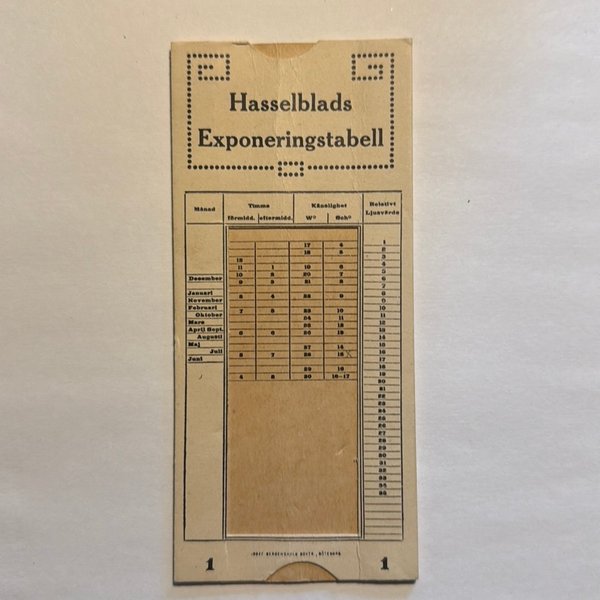 Hasselblads
Exponeringstabell
Månad Timme Känslighet Relativt
Ljusvärde
förmidd. eftermidd. W° Sch°
1
17 4
2
18 5
3
12
4
11 1 19 6
5
10 2 20 7
December 6
9 3 21 8
7
Januari 8
8 4 22 9
November 9
Februari 10
7 5 23 10
Oktober 11
24 11
Mars 12
25 12
April Sept. 13
6 6 26 13
Augusti 14
Maj 15
27 14
Juli 16
5 7 28 15
Juni 17
18
29 16
19
4 8 30 16-17
20
21
22
23
24
25
26
27
28
29
30
31
32
33
34
35
1 1